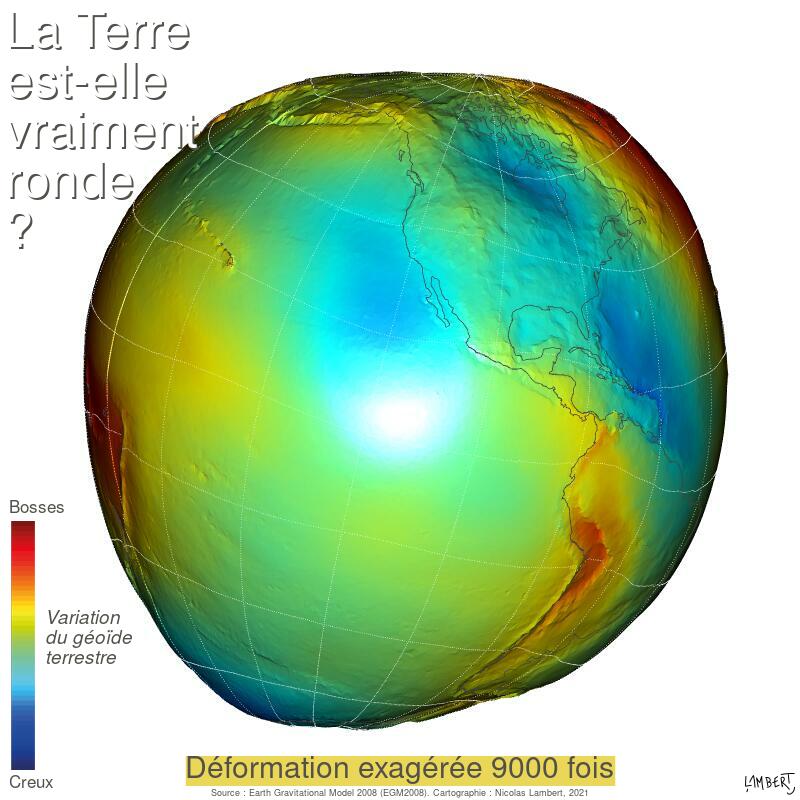 La Terre
est-elle
vraiment
ronde
?
Bosses
Variation
du géoïde
terrestre
Creux
Déformation exagérée 9000 fois
Source : Earth Gravitational Model 2008 (EGM2008). Cartographie : Nicolas Lambert, 2021
LAMBERT